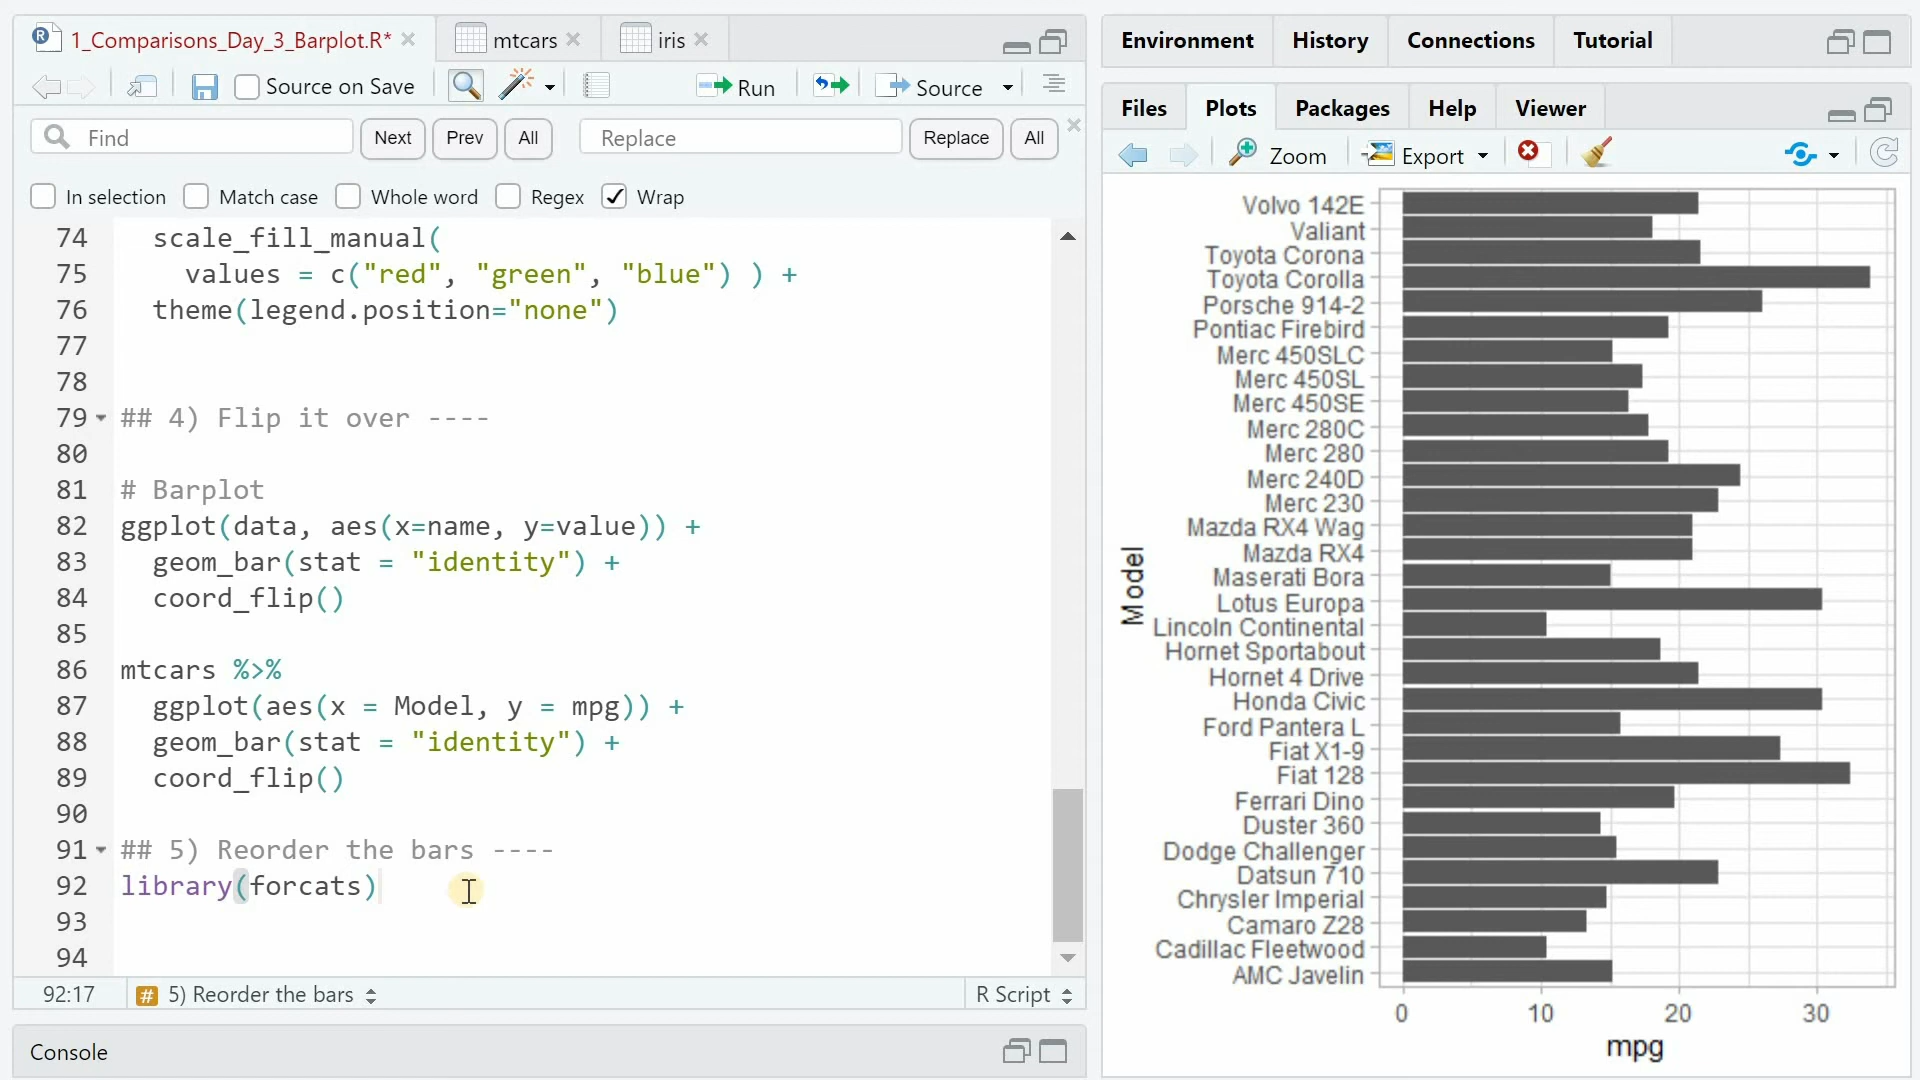 1_Comparisons_Day_3_Barplot.R*
mtcars
iris
Source on Save
Run
Source
Find
Next
Prev
All
Replace
Replace
All
In selection
Match case
Whole word
Regex
Wrap
74 scale_fill_manual(
75 values = c("red", "green", "blue") ) +
76 theme(legend.position="none")
77
78
79 ## 4) Flip it over ----
80
81 # Barplot
82 ggplot(data, aes(x=name, y=value)) +
83 geom_bar(stat = "identity") +
84 coord_flip()
85
86 mtcars %>%
87 ggplot(aes(x = Model, y = mpg)) +
88 geom_bar(stat = "identity") +
89 coord_flip()
90
91 ## 5) Reorder the bars ----
92 library(forcats)
93
94
92:17
# 5) Reorder the bars
R Script
Console
Environment
History
Connections
Tutorial
Files
Plots
Packages
Help
Viewer
Zoom
Export
Volvo 142E
Valiant
Toyota Corona
Toyota Corolla
Porsche 914-2
Pontiac Firebird
Merc 450SLC
Merc 450SL
Merc 450SE
Merc 280C
Merc 280
Merc 240D
Merc 230
Mazda RX4 Wag
Mazda RX4
Maserati Bora
Lotus Europa
Lincoln Continental
Hornet Sportabout
Hornet 4 Drive
Honda Civic
Ford Pantera L
Fiat X1-9
Fiat 128
Ferrari Dino
Duster 360
Dodge Challenger
Datsun 710
Chrysler Imperial
Camaro Z28
Cadillac Fleetwood
AMC Javelin
Model
0 10 20 30
mpg